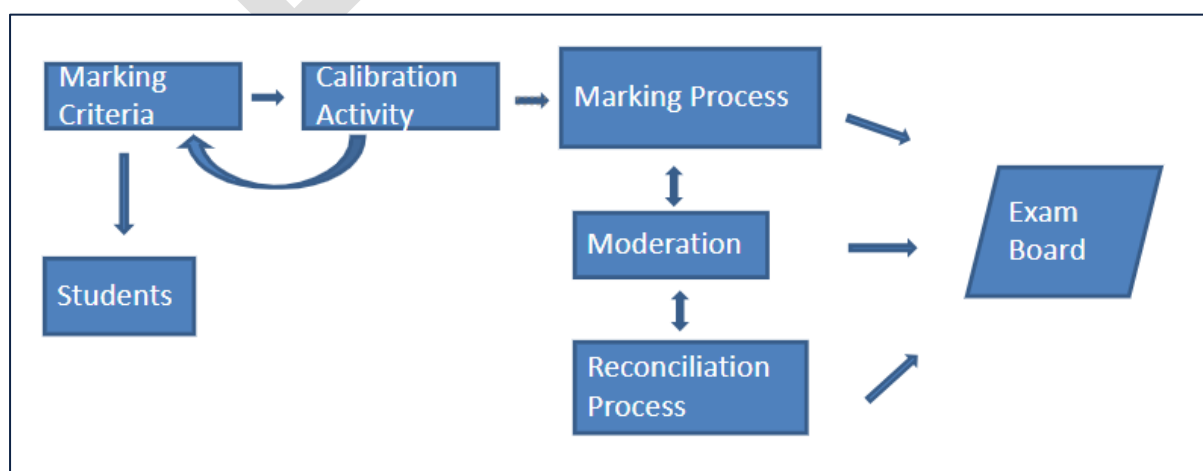 Marking
Criteria
Calibration
Activity
Marking Process
Exam
Board
Moderation
Students
Reconciliation
Process